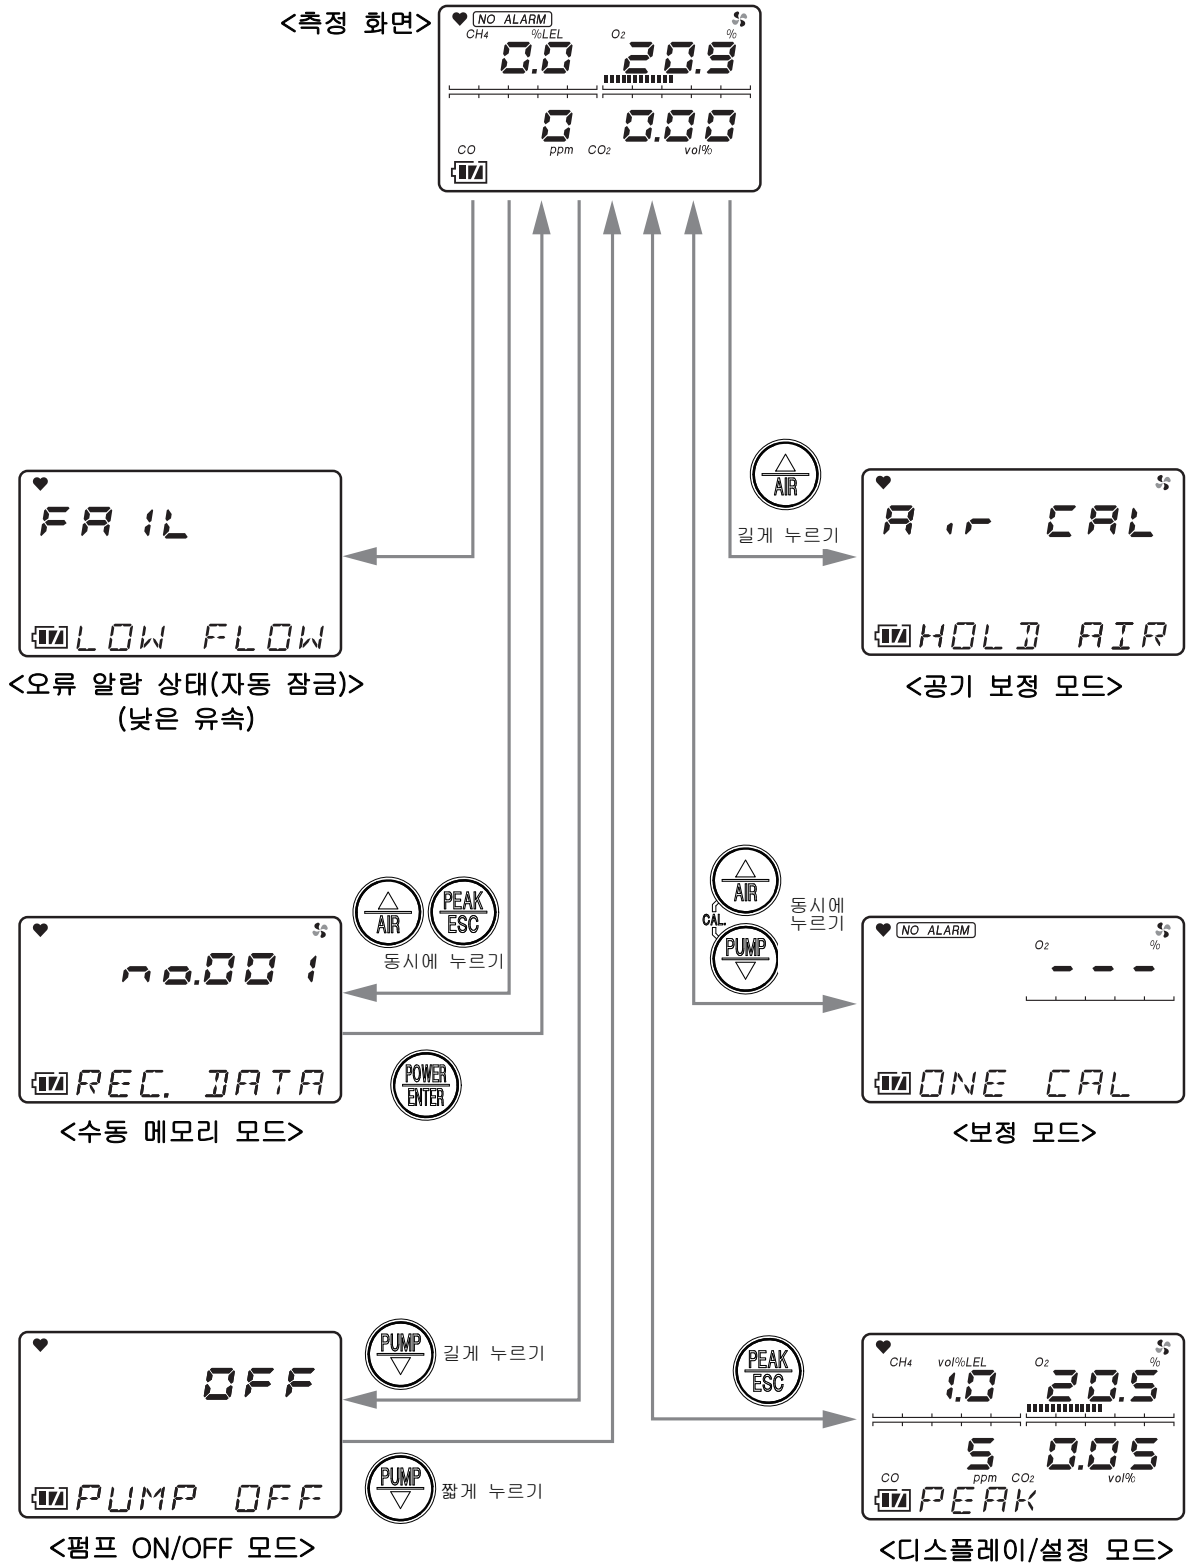 <측정 화면>
NO ALARM
CH4 %LEL O2 %
0.0 20.9
0 0.00
CO ppm CO2 vol%
AIR
길게 누르기
FAIL
LOW FLOW
<오류 알람 상태(자동 잠금)>
(낮은 유속)
Air CAL
HOLD AIR
<공기 보정 모드>
AIR PEAK ESC
동시에 누르기
no.001
REC. DATA
POWER ENTER
<수동 메모리 모드>
AIR
CAL.
PUMP
동시에
누르기
NO ALARM
O2 %
- - -
ONE CAL
<보정 모드>
PUMP
길게 누르기
OFF
PUMP OFF
PUMP
짧게 누르기
<펌프 ON/OFF 모드>
PEAK ESC
CH4 vol%LEL O2 %
1.0 20.5
5 0.05
CO ppm CO2 vol%
PEAK
<디스플레이/설정 모드>